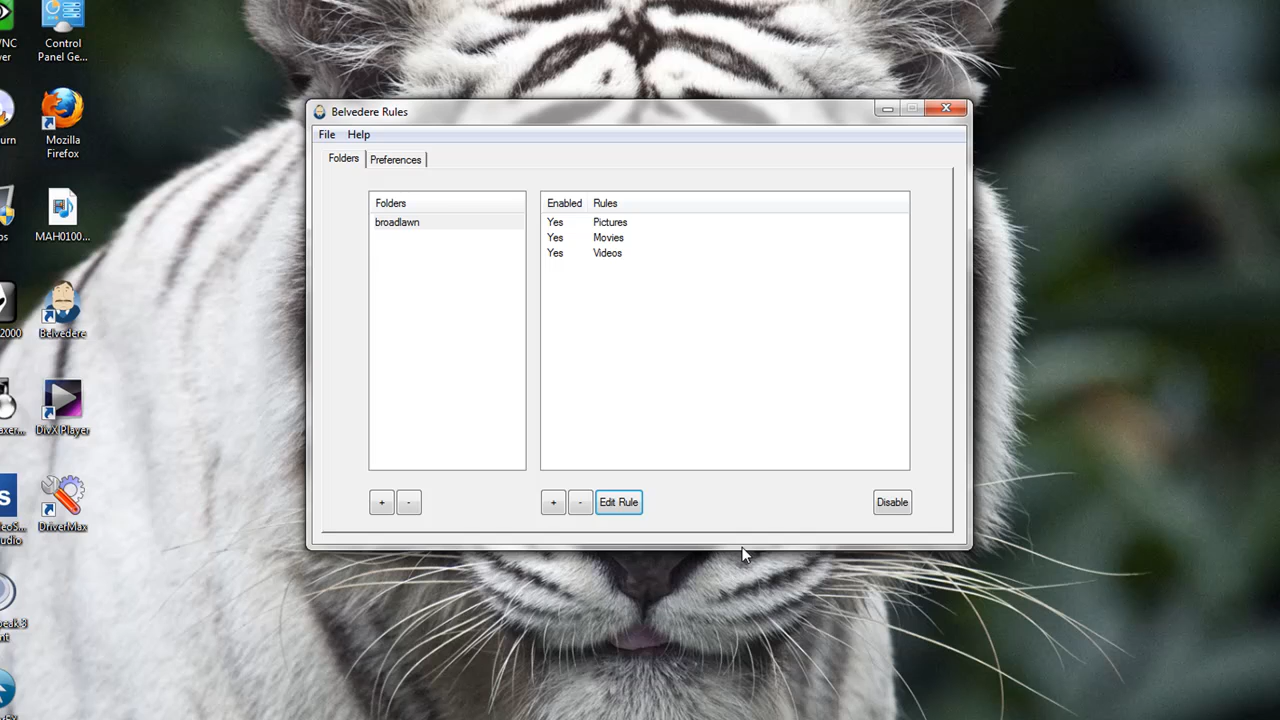 VNC
Control
Panel Ge...
Mozilla
Firefox
MAH0100...
2000
Belvedere
DivX Player
DriverMax
Belvedere Rules
File Help
Folders Preferences
Folders
broadlawn
Enabled Rules
Yes Pictures
Yes Movies
Yes Videos
+ - + - Edit Rule Disable